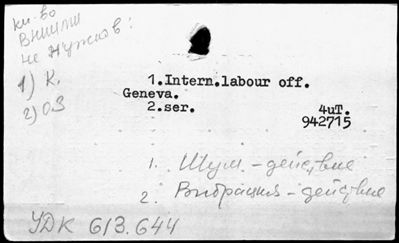 кн-во
не нужно:
1) К.
2) ОЗ
1.Intern.labour off.
Geneva.
2.ser.
4uT.
942715
1. Шум - действие
2. Вибрация - действие
УДК 613.644